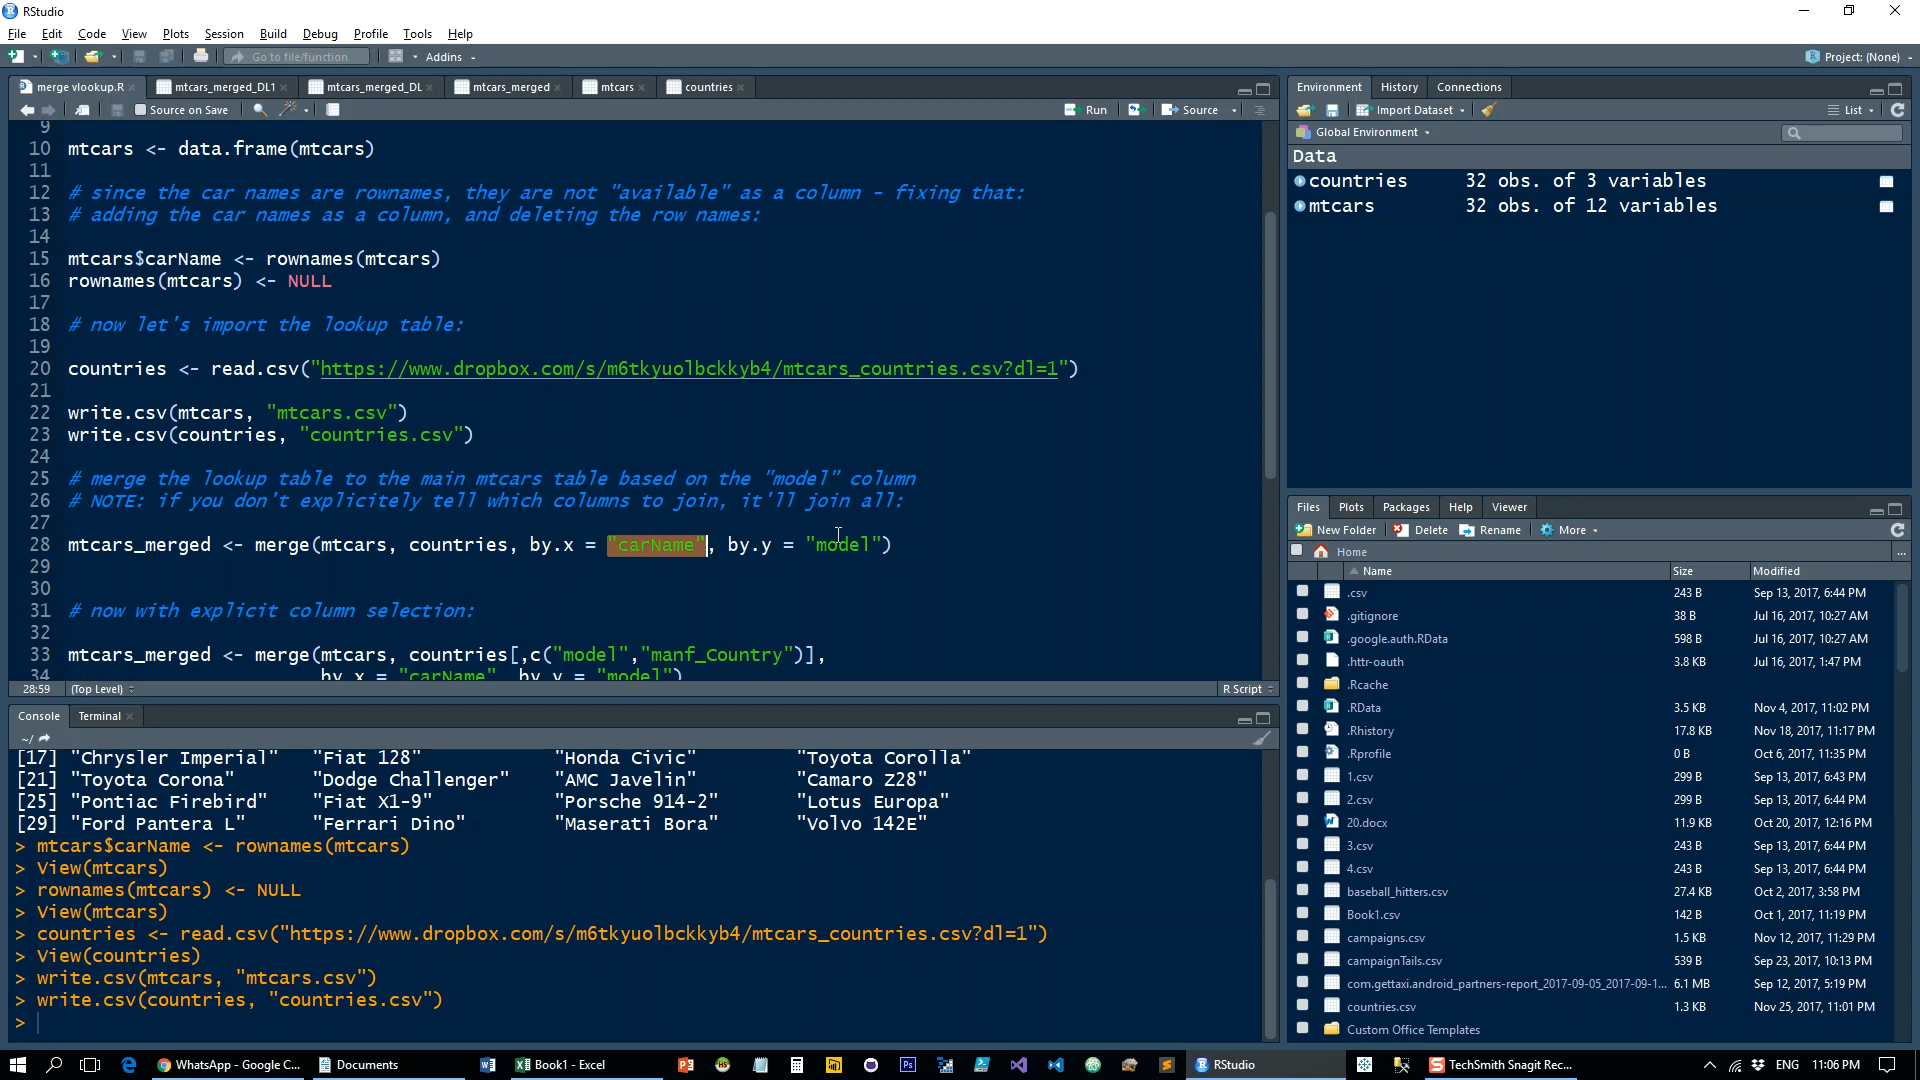 RStudio
File Edit Code View Plots Session Build Debug Profile Tools Help
Go to file/function Addins Project: (None)
merge vlookup.R mtcars_merged_DL1 mtcars_merged_DL mtcars_merged mtcars countries
Source on Save Run Source
9
10 mtcars <- data.frame(mtcars)
11
12 # since the car names are rownames, they are not "available" as a column - fixing that:
13 # adding the car names as a column, and deleting the row names:
14
15 mtcars$carName <- rownames(mtcars)
16 rownames(mtcars) <- NULL
17
18 # now let's import the lookup table:
19
20 countries <- read.csv("https://www.dropbox.com/s/m6tkyuolbckkyb4/mtcars_countries.csv?dl=1")
21
22 write.csv(mtcars, "mtcars.csv")
23 write.csv(countries, "countries.csv")
24
25 # merge the lookup table to the main mtcars table based on the "model" column
26 # NOTE: if you don't explicitely tell which columns to join, it'll join all:
27
28 mtcars_merged <- merge(mtcars, countries, by.x = "carName", by.y = "model")
29
30
31 # now with explicit column selection:
32
33 mtcars_merged <- merge(mtcars, countries[,c("model","manf_Country")],
34 by.x = "carName", by.y = "model")
28:59 (Top Level) R Script
Console Terminal
~/
[17] "Chrysler Imperial" "Fiat 128" "Honda Civic" "Toyota Corolla"
[21] "Toyota Corona" "Dodge Challenger" "AMC Javelin" "Camaro Z28"
[25] "Pontiac Firebird" "Fiat X1-9" "Porsche 914-2" "Lotus Europa"
[29] "Ford Pantera L" "Ferrari Dino" "Maserati Bora" "Volvo 142E"
> mtcars$carName <- rownames(mtcars)
> View(mtcars)
> rownames(mtcars) <- NULL
> View(mtcars)
> countries <- read.csv("https://www.dropbox.com/s/m6tkyuolbckkyb4/mtcars_countries.csv?dl=1")
> View(countries)
> write.csv(mtcars, "mtcars.csv")
> write.csv(countries, "countries.csv")
>
Environment History Connections
Import Dataset List
Global Environment
Data
countries 32 obs. of 3 variables
mtcars 32 obs. of 12 variables
Files Plots Packages Help Viewer
New Folder Delete Rename More
Home ...
Name Size Modified
.csv 243 B Sep 13, 2017, 6:44 PM
.gitignore 38 B Jul 16, 2017, 10:27 AM
.google.auth.RData 598 B Jul 16, 2017, 10:27 AM
.httr-oauth 3.8 KB Jul 16, 2017, 1:47 PM
.Rcache
.RData 3.5 KB Nov 4, 2017, 11:02 PM
.Rhistory 17.8 KB Nov 18, 2017, 11:17 PM
.Rprofile 0 B Oct 6, 2017, 11:35 PM
1.csv 299 B Sep 13, 2017, 6:43 PM
2.csv 299 B Sep 13, 2017, 6:44 PM
20.docx 11.9 KB Oct 20, 2017, 12:16 PM
3.csv 243 B Sep 13, 2017, 6:44 PM
4.csv 243 B Sep 13, 2017, 6:44 PM
baseball_hitters.csv 27.4 KB Oct 2, 2017, 3:58 PM
Book1.csv 142 B Oct 1, 2017, 11:19 PM
campaigns.csv 1.5 KB Nov 12, 2017, 11:29 PM
campaignTails.csv 539 B Sep 23, 2017, 10:13 PM
com.gettaxi.android_partners-report_2017-09-05_2017-09-1... 6.1 MB Sep 12, 2017, 5:19 PM
countries.csv 1.3 KB Nov 25, 2017, 11:01 PM
Custom Office Templates
WhatsApp - Google C... Documents Book1 - Excel RStudio TechSmith Snagit Rec... ENG 11:06 PM